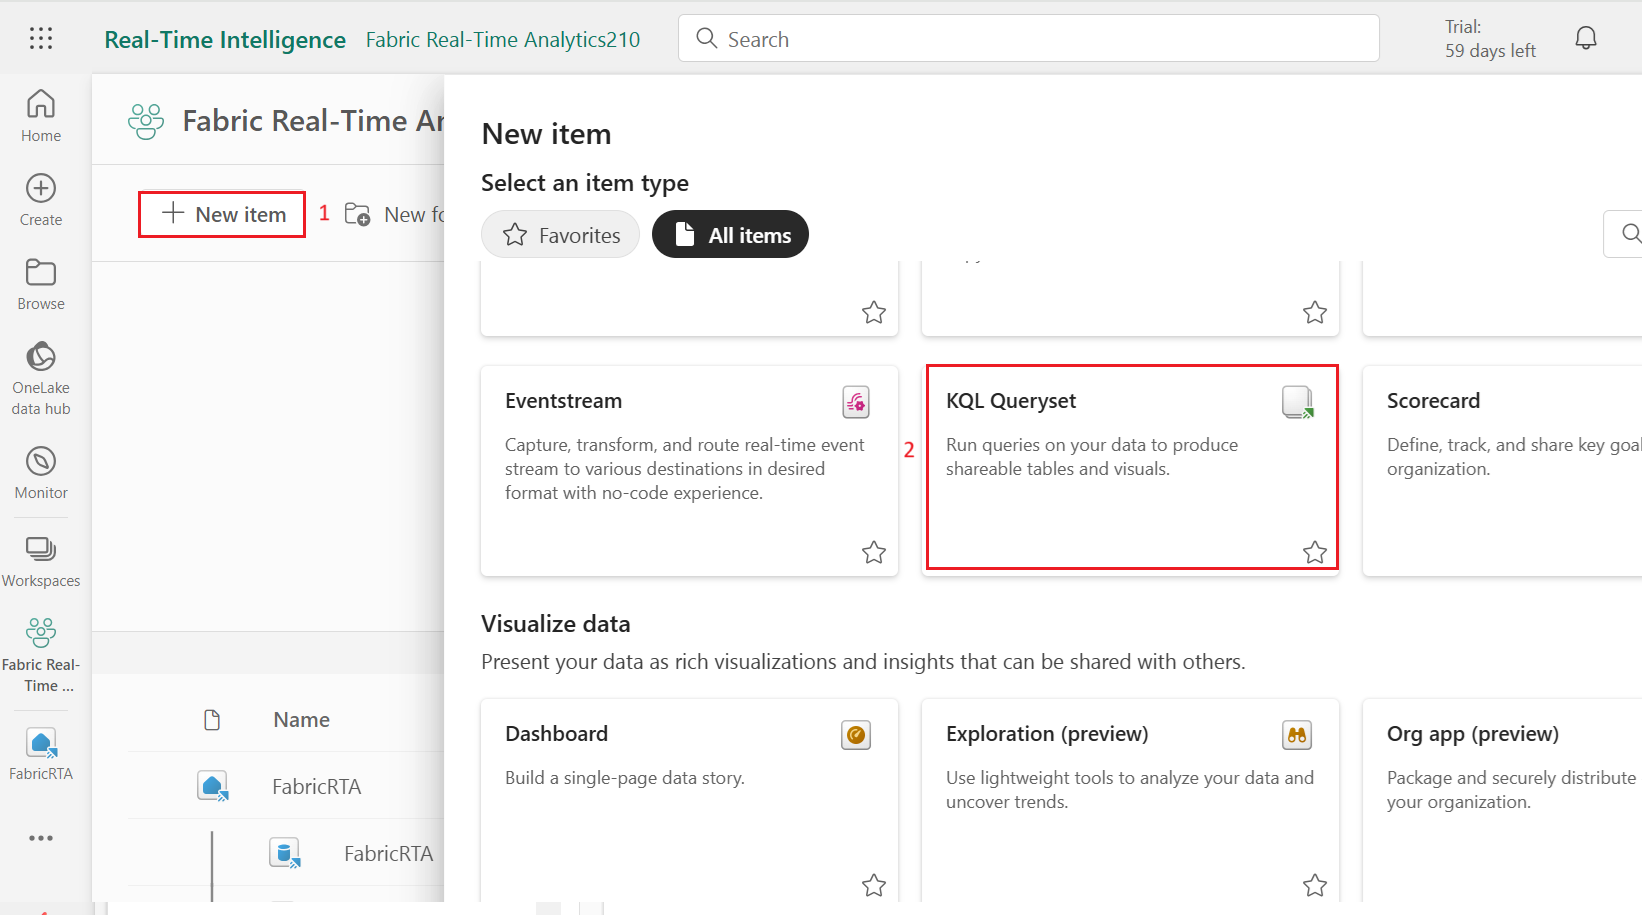 Real-Time Intelligence
Fabric Real-Time Analytics210
Search
Trial:
59 days left
Home
Create
Browse
OneLake
data hub
Monitor
Workspaces
Fabric Real-
Time ...
FabricRTA
Fabric Real-Time An
New item
1
New fo
Name
FabricRTA
FabricRTA
New item
Select an item type
Favorites
All items
Eventstream
Capture, transform, and route real-time event
stream to various destinations in desired
format with no-code experience.
2
KQL Queryset
Run queries on your data to produce
shareable tables and visuals.
Scorecard
Define, track, and share key goal
organization.
Visualize data
Present your data as rich visualizations and insights that can be shared with others.
Dashboard
Build a single-page data story.
Exploration (preview)
Use lightweight tools to analyze your data and
uncover trends.
Org app (preview)
Package and securely distribute
your organization.